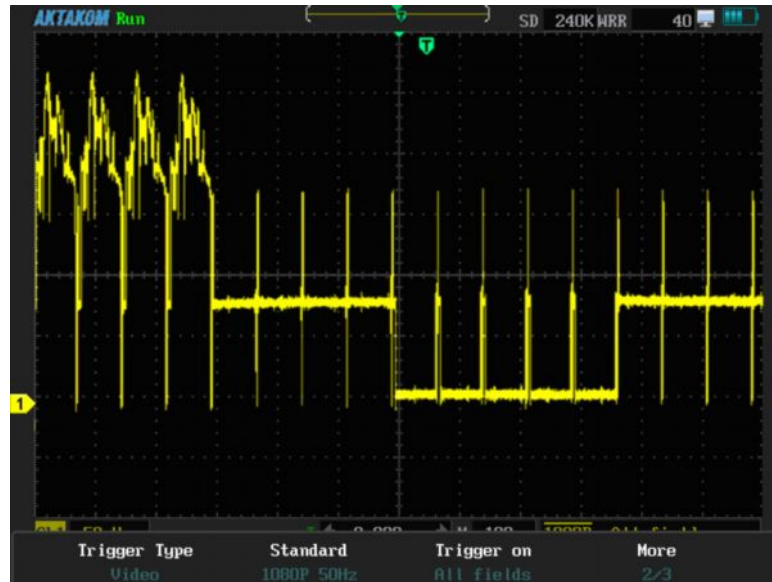 AKTAKOM Run SD 240K WRR 40
T
1
Trigger Type Standard Trigger on More
Video 1080P 50Hz All fields 2/3